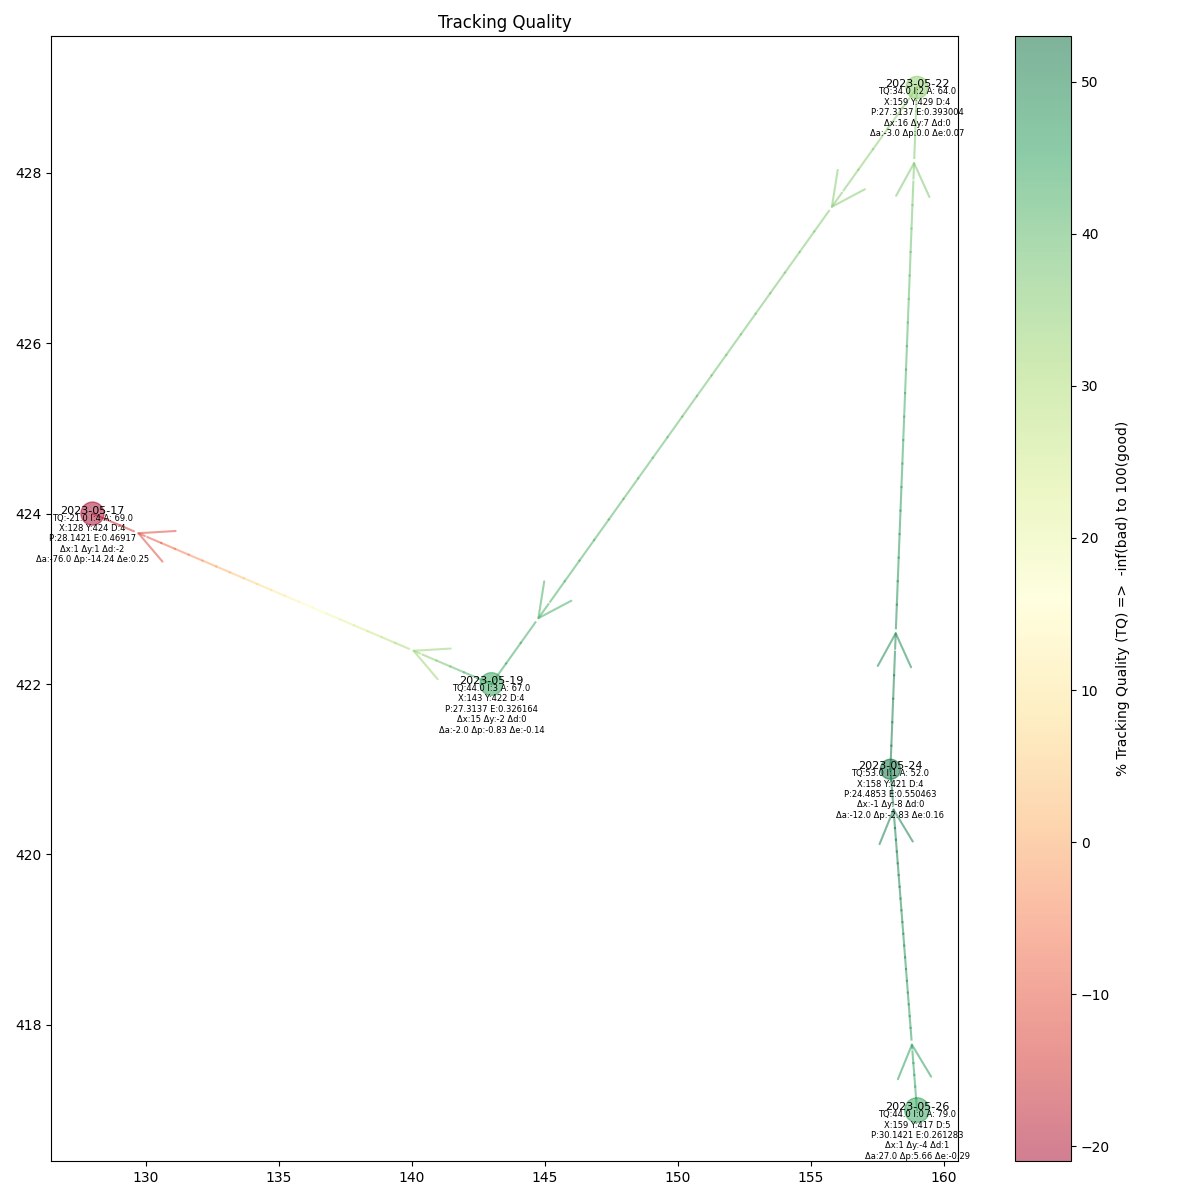 Tracking Quality
2023-05-22
TQ:34.0 I:2 A: 64.0
X:159 Y:429 D:4
P:27.3137 E:0.393004
Δx:16 Δy:7 Δd:0
Δa:-3.0 Δp:0.0 Δe:0.07
2023-05-17
TQ:-21.0 I:4 A: 69.0
X:128 Y:424 D:4
P:28.1421 E:0.46917
Δx:1 Δy:1 Δd:-2
Δa:-76.0 Δp:-14.24 Δe:0.25
2023-05-19
TQ:44.0 I:3 A: 67.0
X:143 Y:422 D:4
P:27.3137 E:0.326164
Δx:15 Δy:-2 Δd:0
Δa:-2.0 Δp:-0.83 Δe:-0.14
2023-05-24
TQ:53.0 I:1 A: 52.0
X:158 Y:421 D:4
P:24.4853 E:0.550463
Δx:-1 Δy:-8 Δd:0
Δa:-12.0 Δp:-2.83 Δe:0.16
2023-05-26
TQ:44.0 I:0 A: 79.0
X:159 Y:417 D:5
P:30.1421 E:0.261283
Δx:1 Δy:-4 Δd:1
Δa:27.0 Δp:5.66 Δe:-0.29
428
426
424
422
420
418
130
135
140
145
150
155
160
50
40
30
20
10
0
−10
−20
% Tracking Quality (TQ) => -inf(bad) to 100(good)